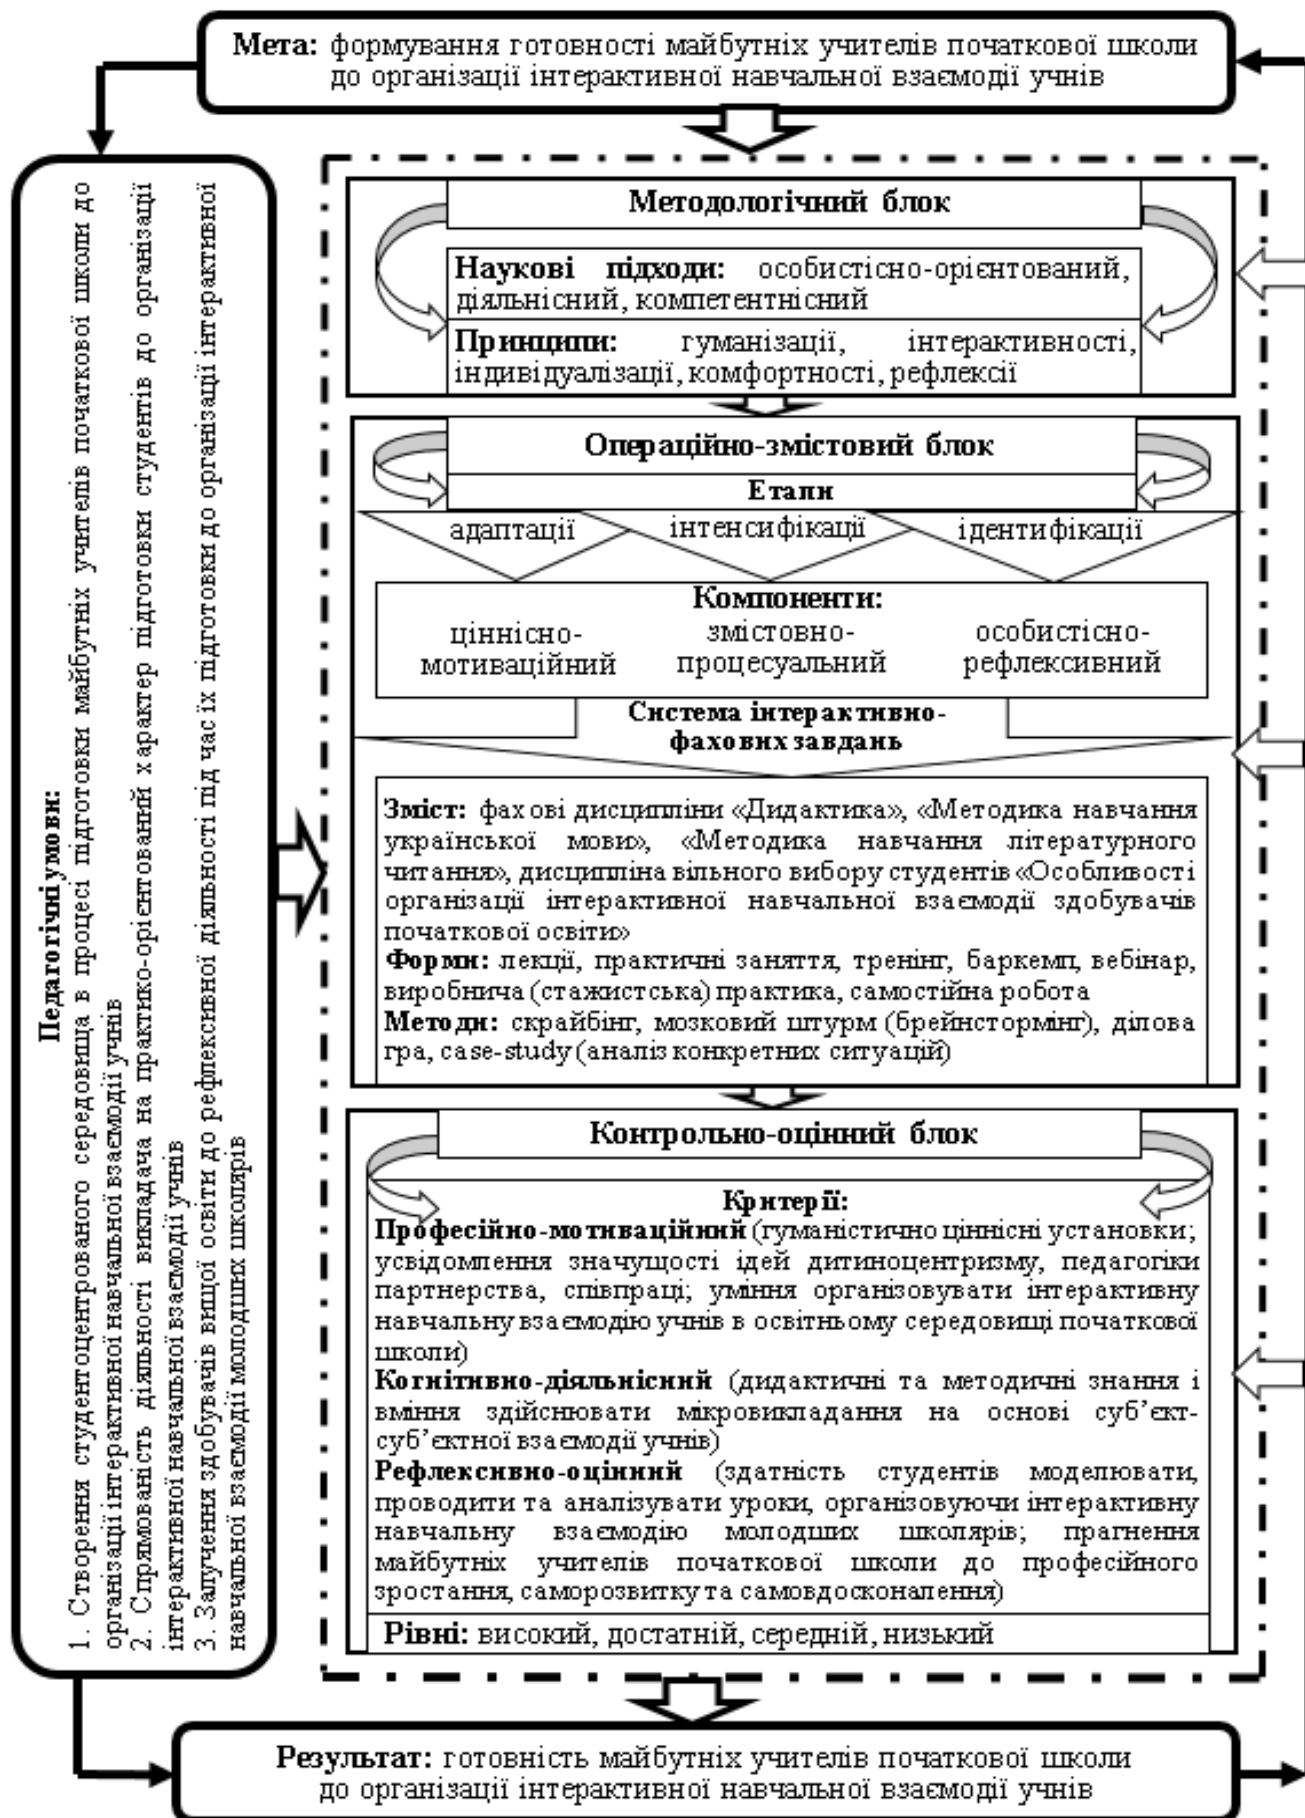 Мета: формування готовності майбутніх учителів початкової школи
до організації інтерактивної навчальної взаємодії учнів
Педагогічні умови:
1. Створення студентоцентрованого середовища в процесі підготовки майбутніх учителів початкової школи до
організації інтерактивної навчальної взаємодії учнів
2. Спрямованість діяльності викладача на практико-орієнтований характер підготовки студентів до організації
інтерактивної навчальної взаємодії учнів
3. Залучення здобувачів вищої освіти до рефлексивної діяльності під час їх підготовки до організації інтерактивної
навчальної взаємодії молодших школярів
Методологічний блок
Наукові підходи: особистісно-орієнтований,
діяльнісний, компетентнісний
Принципи: гуманізації, інтерактивності,
індивідуалізації, комфортності, рефлексії
Операційно-змістовий блок
Етапи
адаптації інтенсифікації ідентифікації
Компоненти:
ціннісно- змістовно- особистісно-
мотиваційний процесуальний рефлексивний
Система інтерактивно-
фахових завдань
Зміст: фахові дисципліни «Дидактика», «Методика навчання
української мови», «Методика навчання літературного
читання», дисципліна вільного вибору студентів «Особливості
організації інтерактивної навчальної взаємодії здобувачів
початкової освіти»
Форми: лекції, практичні заняття, тренінг, баркемп, вебінар,
виробнича (стажистська) практика, самостійна робота
Методи: скрайбінг, мозковий штурм (брейнстормінг), ділова
гра, case-study (аналіз конкретних ситуацій)
Контрольно-оцінний блок
Критерії:
Професійно-мотиваційний (гуманістично ціннісні установки;
усвідомлення значущості ідей дитиноцентризму, педагогіки
партнерства, співпраці; уміння організовувати інтерактивну
навчальну взаємодію учнів в освітньому середовищі початкової
школи)
Когнітивно-діяльнісний (дидактичні та методичні знання і
вміння здійснювати мікровикладання на основі суб’єкт-
суб’єктної взаємодії учнів)
Рефлексивно-оцінний (здатність студентів моделювати,
проводити та аналізувати уроки, організовуючи інтерактивну
навчальну взаємодію молодших школярів; прагнення
майбутніх учителів початкової школи до професійного
зростання, саморозвитку та самовдосконалення)
Рівні: високий, достатній, середній, низький
Результат: готовність майбутніх учителів початкової школи
до організації інтерактивної навчальної взаємодії учнів